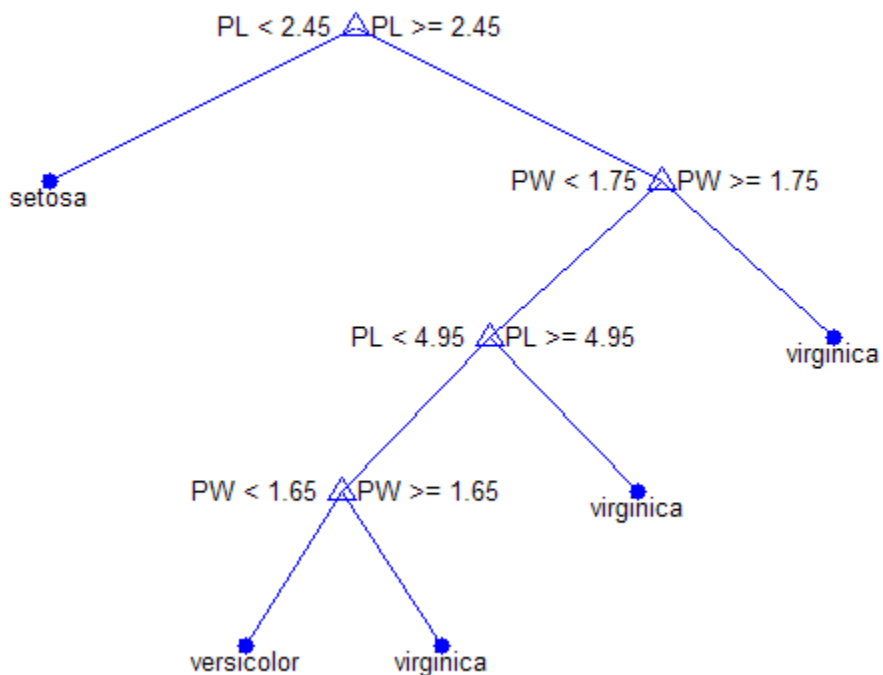 PL < 2.45 PL >= 2.45
setosa
PW < 1.75 PW >= 1.75
PL < 4.95 PL >= 4.95
virginica
PW < 1.65 PW >= 1.65
virginica
versicolor
virginica